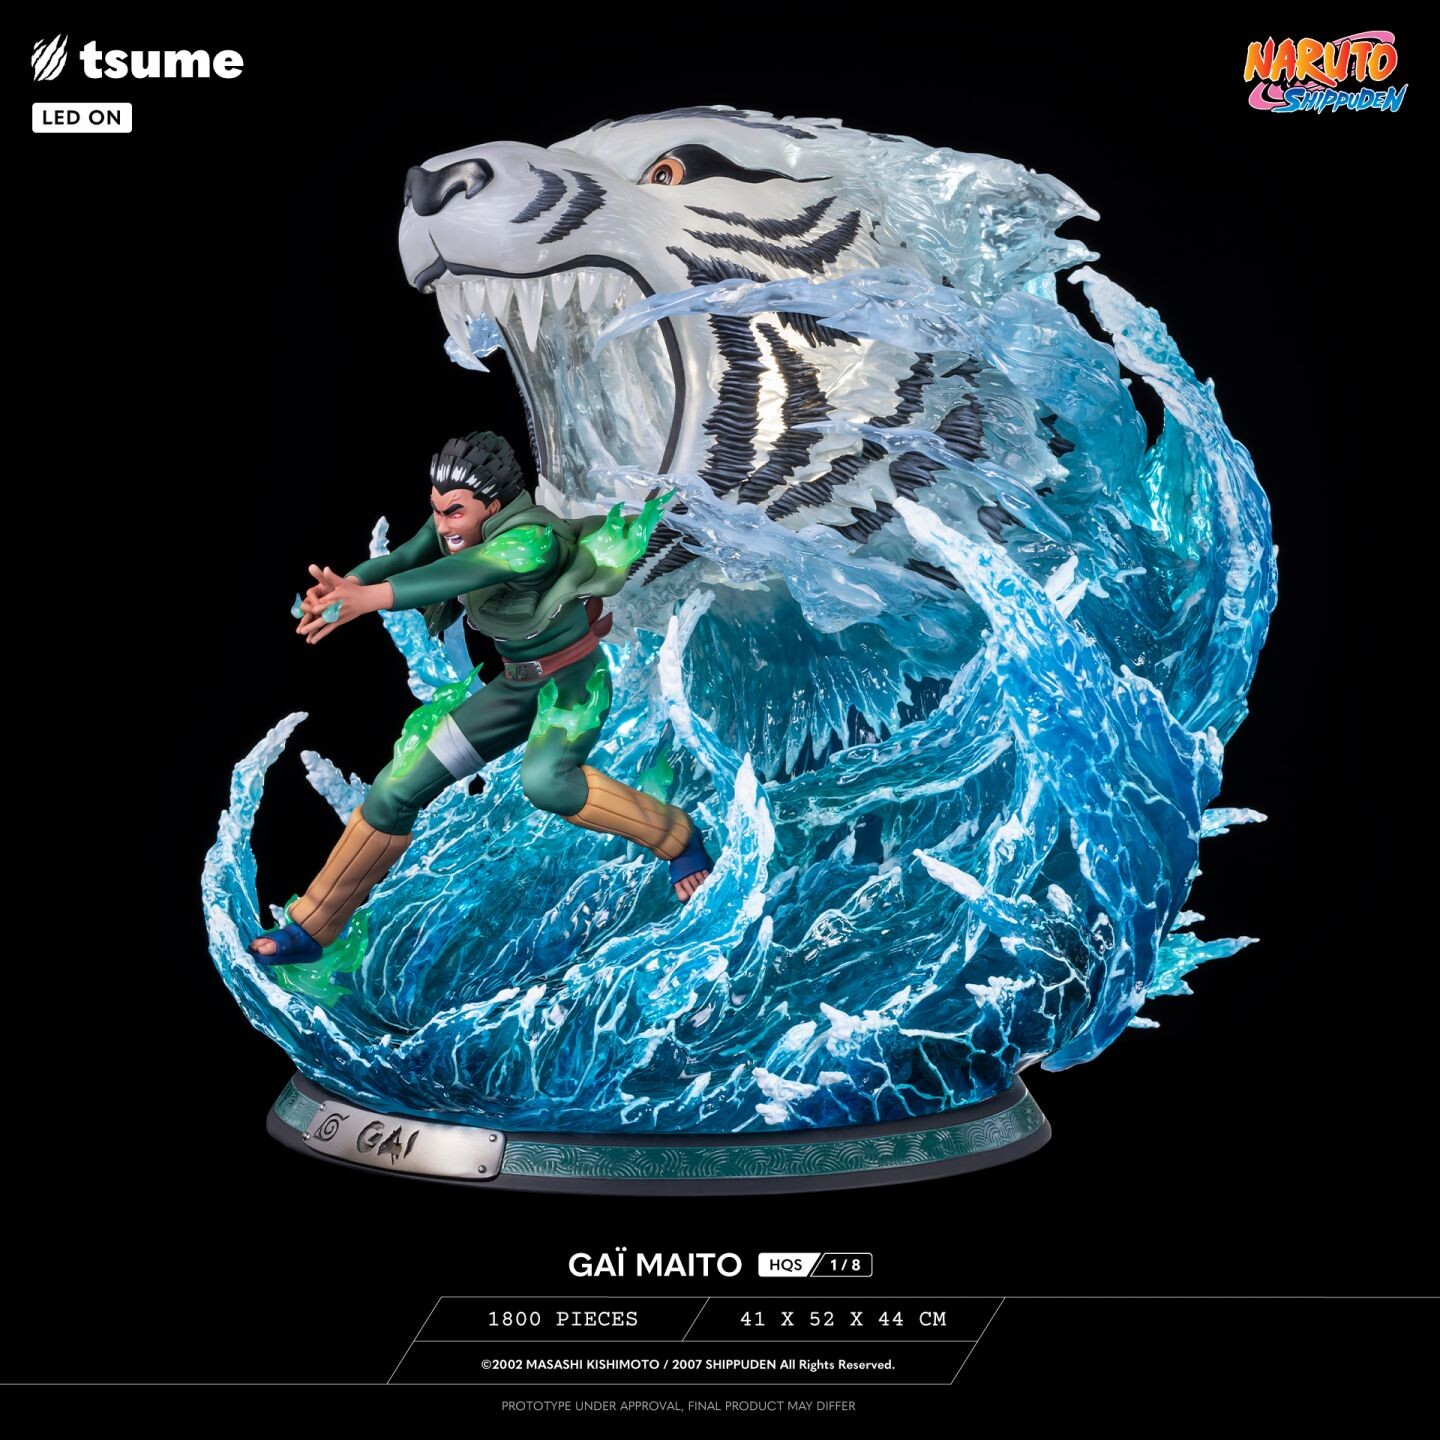 tsume
LED ON
NARUTO
SHIPPUDEN
GAI
GAÏ MAITO HQS 1/8
1800 PIECES 41 X 52 X 44 CM
©2002 MASASHI KISHIMOTO / 2007 SHIPPUDEN All Rights Reserved.
PROTOTYPE UNDER APPROVAL, FINAL PRODUCT MAY DIFFER